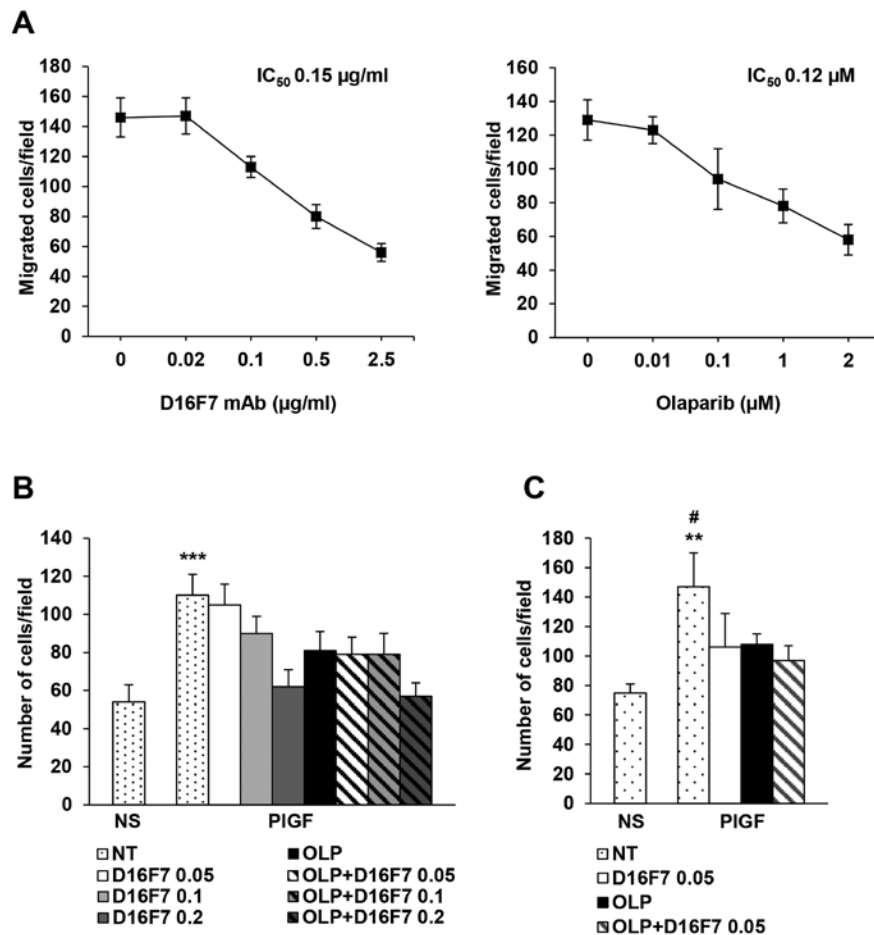 A
IC50 0.15 µg/ml
160
140
120
100
80
60
40
20
0
Migrated cells/field
0 0.02 0.1 0.5 2.5
D16F7 mAb (µg/ml)
IC50 0.12 µM
160
140
120
100
80
60
40
20
0
Migrated cells/field
0 0.01 0.1 1 2
Olaparib (µM)
B
140
120
100
80
60
40
20
0
Number of cells/field
***
NS PIGF
NT
D16F7 0.05
D16F7 0.1
D16F7 0.2
OLP
OLP+D16F7 0.05
OLP+D16F7 0.1
OLP+D16F7 0.2
C
180
160
140
120
100
80
60
40
20
0
Number of cells/field
#
**
NS PIGF
NT
D16F7 0.05
OLP
OLP+D16F7 0.05